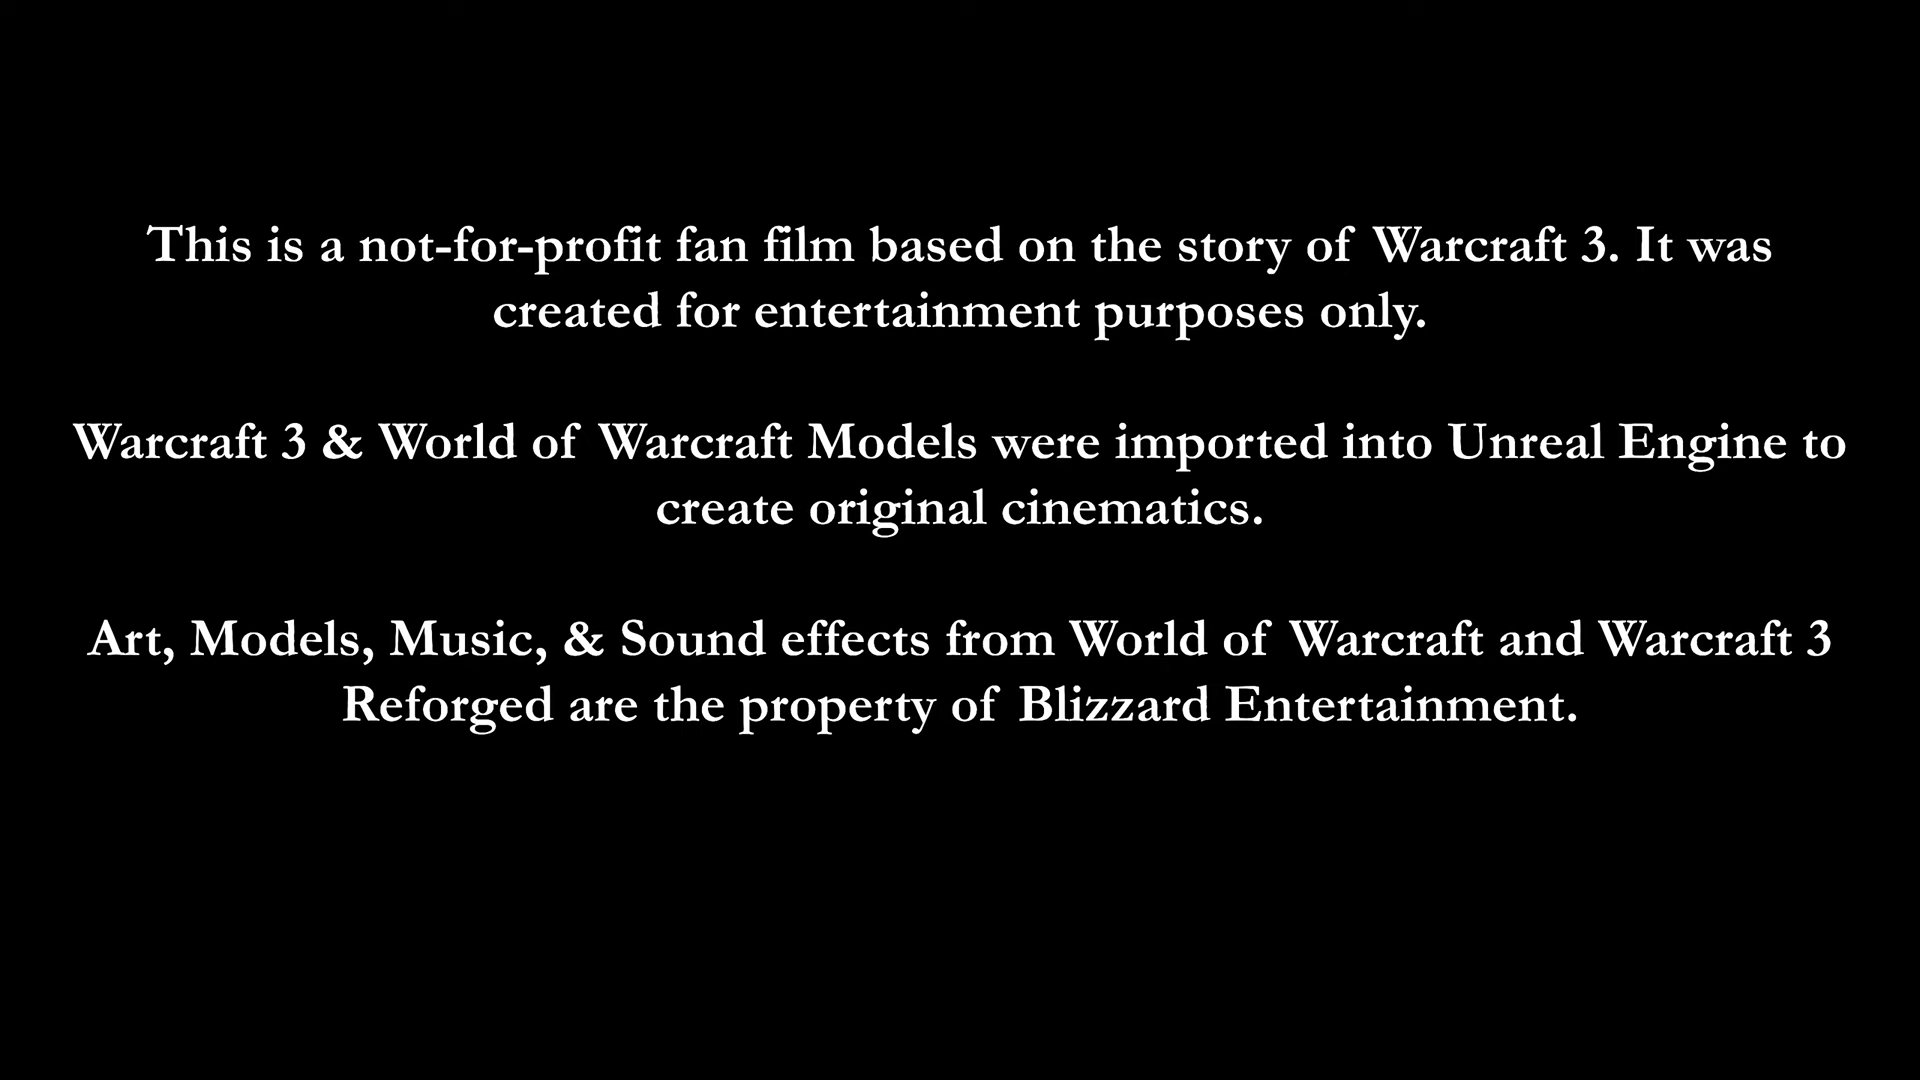 This is a not-for-profit fan film based on the story of Warcraft 3. It was
created for entertainment purposes only.
Warcraft 3 & World of Warcraft Models were imported into Unreal Engine to
create original cinematics.
Art, Models, Music, & Sound effects from World of Warcraft and Warcraft 3
Reforged are the property of Blizzard Entertainment.